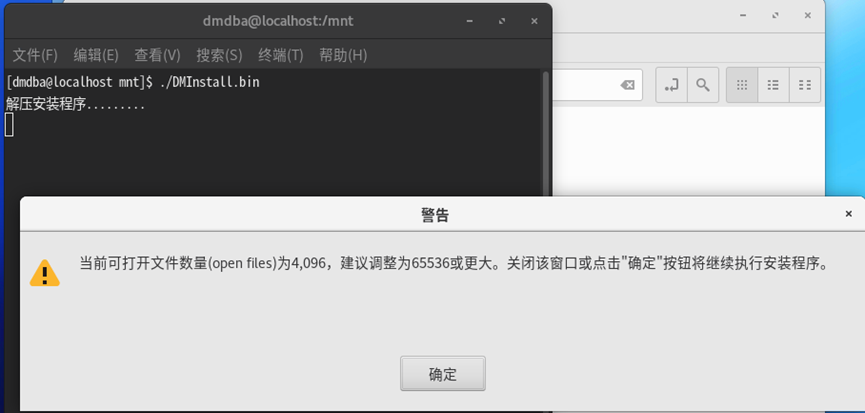 dmdba@localhost:/mnt
文件(F) 编辑(E) 查看(V) 搜索(S) 终端(T) 帮助(H)
[dmdba@localhost mnt]$ ./DMInstall.bin
解压安装程序.........
警告
当前可打开文件数量(open files)为4,096，建议调整为65536或更大。关闭该窗口或点击"确定"按钮将继续执行安装程序。
确定